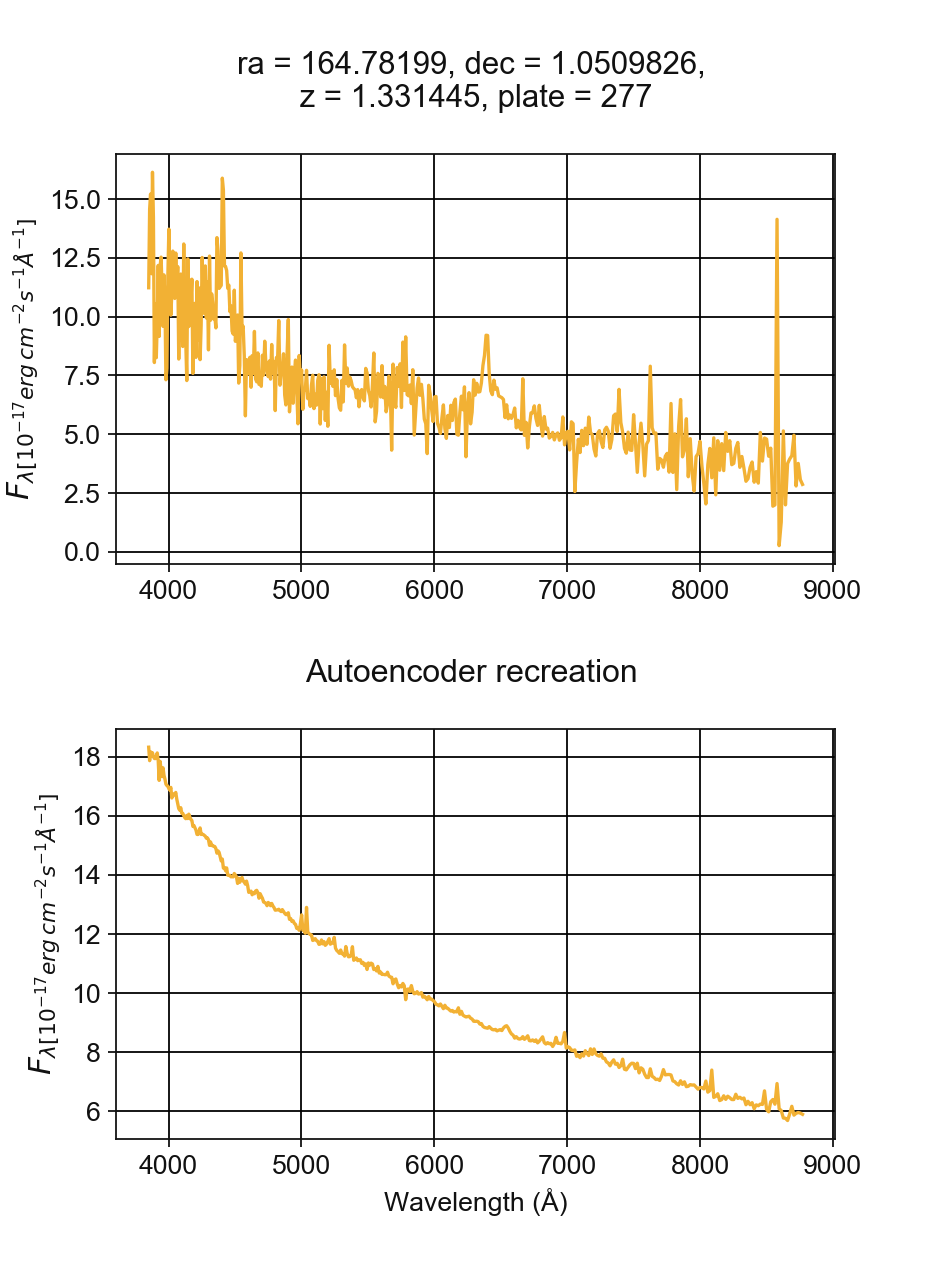 ra = 164.78199, dec = 1.0509826,
z = 1.331445, plate = 277
15.0
12.5
10.0
7.5
5.0
2.5
0.0
F_λ[10^−17 erg cm^−2 s^−1 Å^−1]
4000 5000 6000 7000 8000 9000
Autoencoder recreation
18
16
14
12
10
8
6
F_λ[10^−17 erg cm^−2 s^−1 Å^−1]
4000 5000 6000 7000 8000 9000
Wavelength (Å)